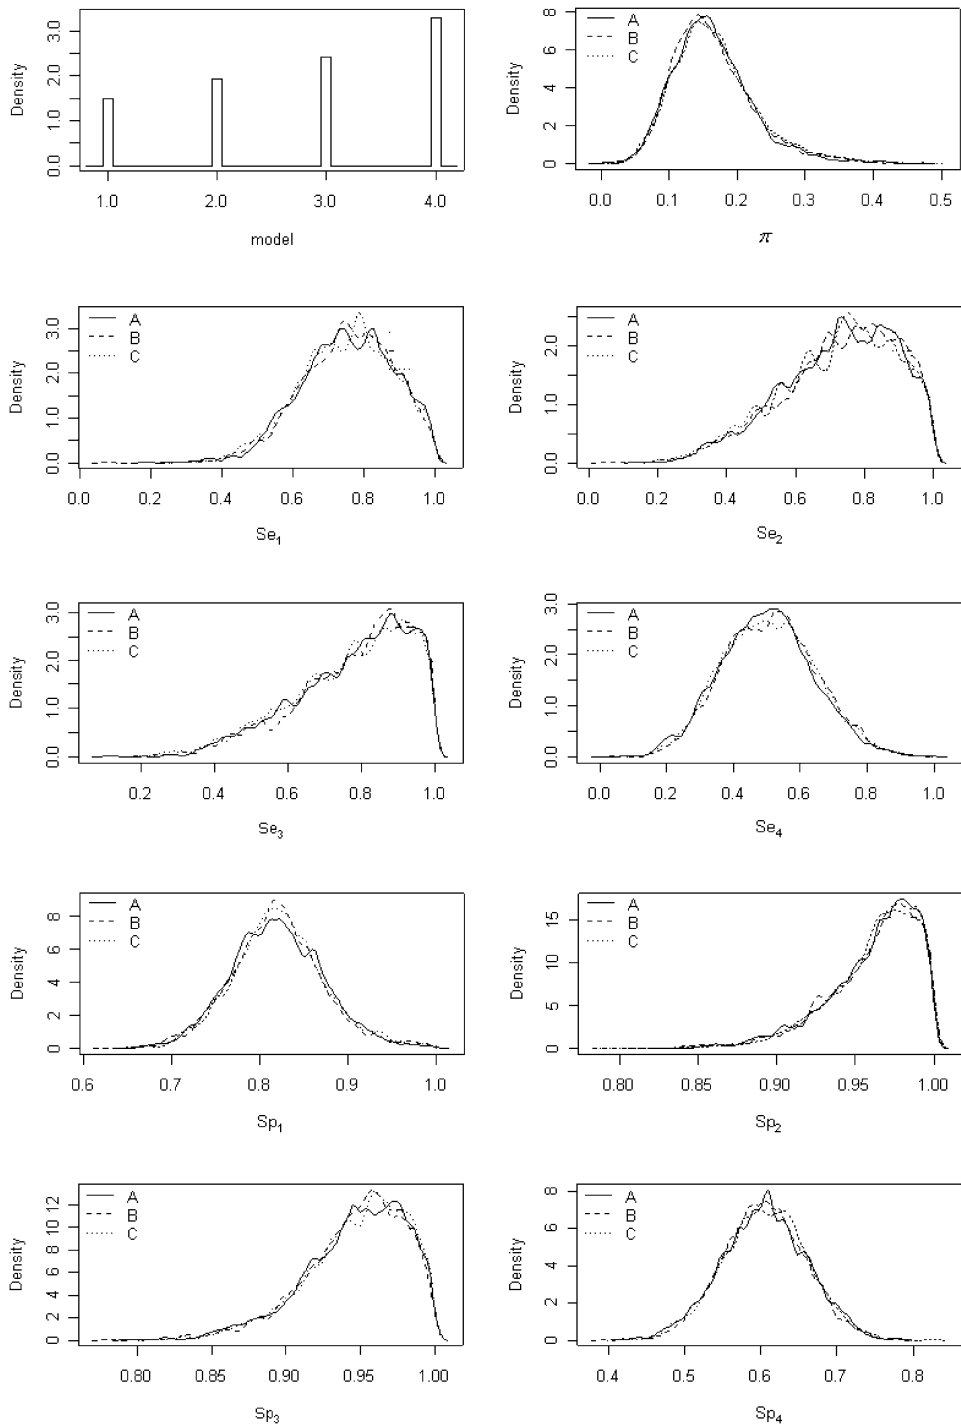 Density
0.0 1.0 2.0 3.0
1.0 2.0 3.0 4.0
model
Density
0 2 4 6 8
A
B
C
0.0 0.1 0.2 0.3 0.4 0.5
π
Density
0.0 1.0 2.0 3.0
A
B
C
0.0 0.2 0.4 0.6 0.8 1.0
Se1
Density
0.0 1.0 2.0
A
B
C
0.0 0.2 0.4 0.6 0.8 1.0
Se2
Density
0.0 1.0 2.0 3.0
A
B
C
0.2 0.4 0.6 0.8 1.0
Se3
Density
0.0 1.0 2.0 3.0
A
B
C
0.0 0.2 0.4 0.6 0.8 1.0
Se4
Density
0 2 4 6 8
A
B
C
0.6 0.7 0.8 0.9 1.0
Sp1
Density
0 5 10 15
A
B
C
0.80 0.85 0.90 0.95 1.00
Sp2
Density
0 2 4 6 8 10 12
A
B
C
0.80 0.85 0.90 0.95 1.00
Sp3
Density
0 2 4 6 8
A
B
C
0.4 0.5 0.6 0.7 0.8
Sp4